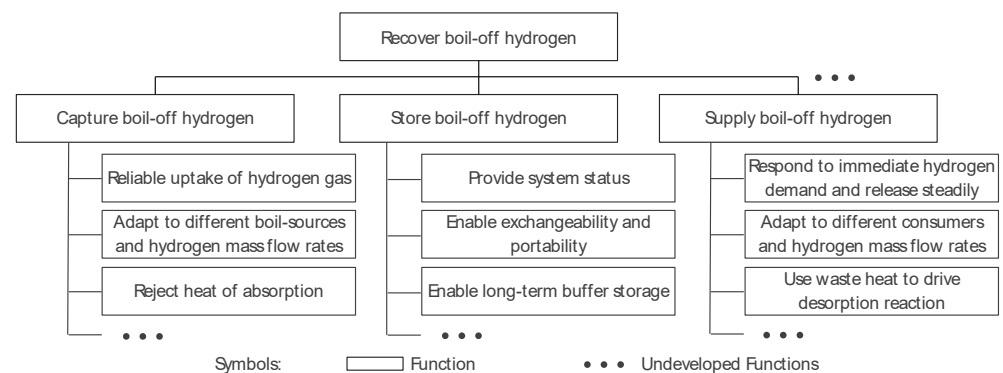 Recover boil-off hydrogen
Capture boil-off hydrogen
Store boil-off hydrogen
Supply boil-off hydrogen
Reliable uptake of hydrogen gas
Adapt to different boil-sources
and hydrogen mass flow rates
Reject heat of absorption
Provide system status
Enable exchangeability and
portability
Enable long-term buffer storage
Respond to immediate hydrogen
demand and release steadily
Adapt to different consumers
and hydrogen mass flow rates
Use waste heat to drive
desorption reaction
Symbols:
Function
Undeveloped Functions